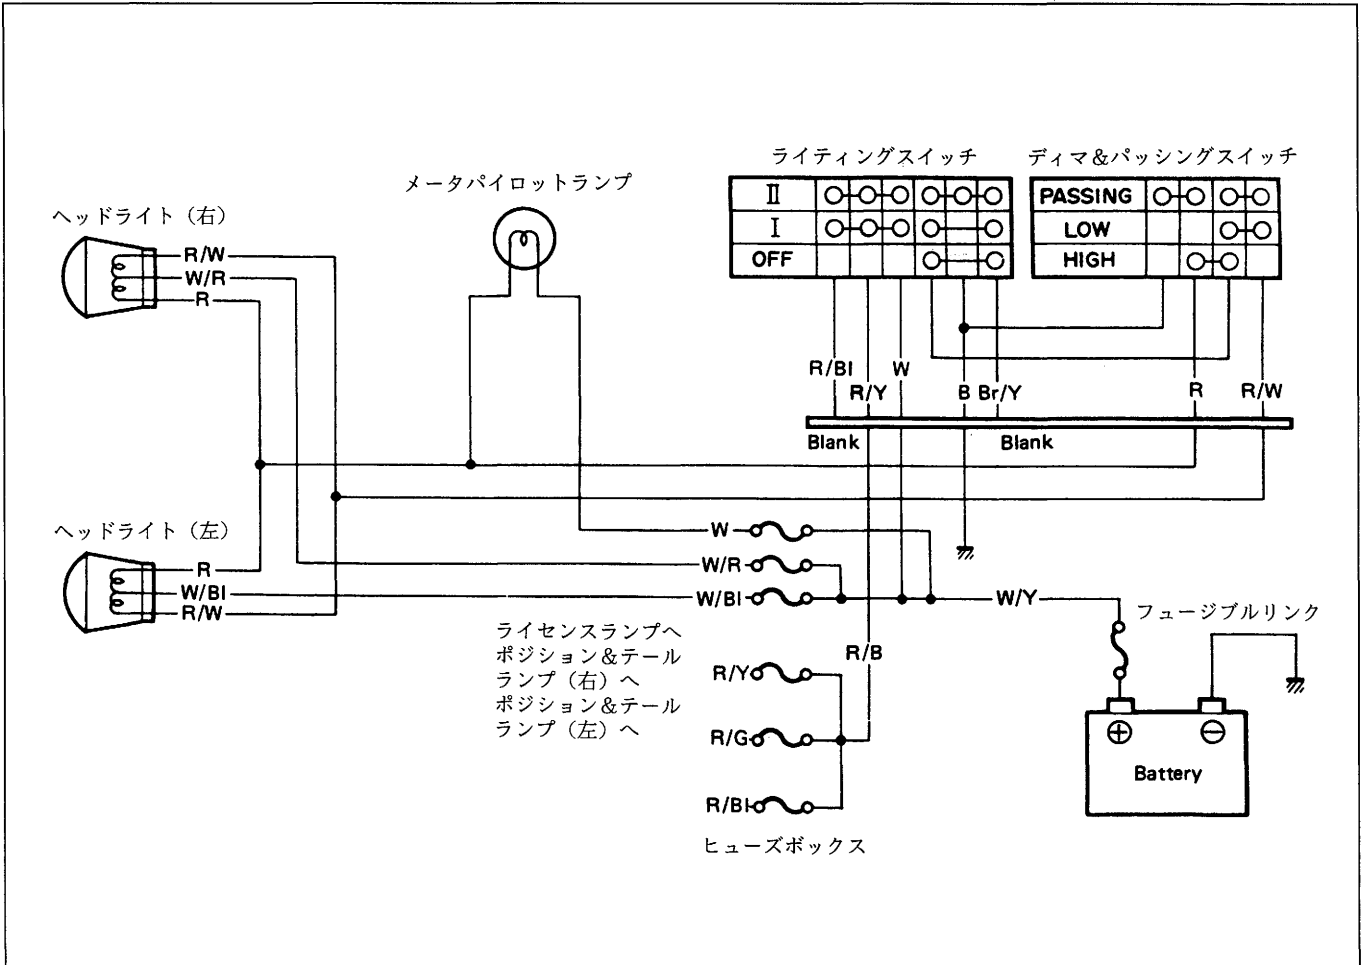 ライティングスイッチ
ディマ&パッシングスイッチ
メータパイロットランプ
ヘッドライト（右）
II
I
OFF
PASSING
LOW
HIGH
R/W
W/R
R
R/Bl
R/Y
W
B
Br/Y
R
R/W
Blank
Blank
ヘッドライト（左）
R
W/Bl
R/W
W
W/R
W/Bl
W/Y
フュージブルリンク
ライセンスランプへ
ポジション&テール
ランプ（右）へ
ポジション&テール
ランプ（左）へ
R/B
R/Y
R/G
R/Bl
ヒューズボックス
⊕
⊖
Battery